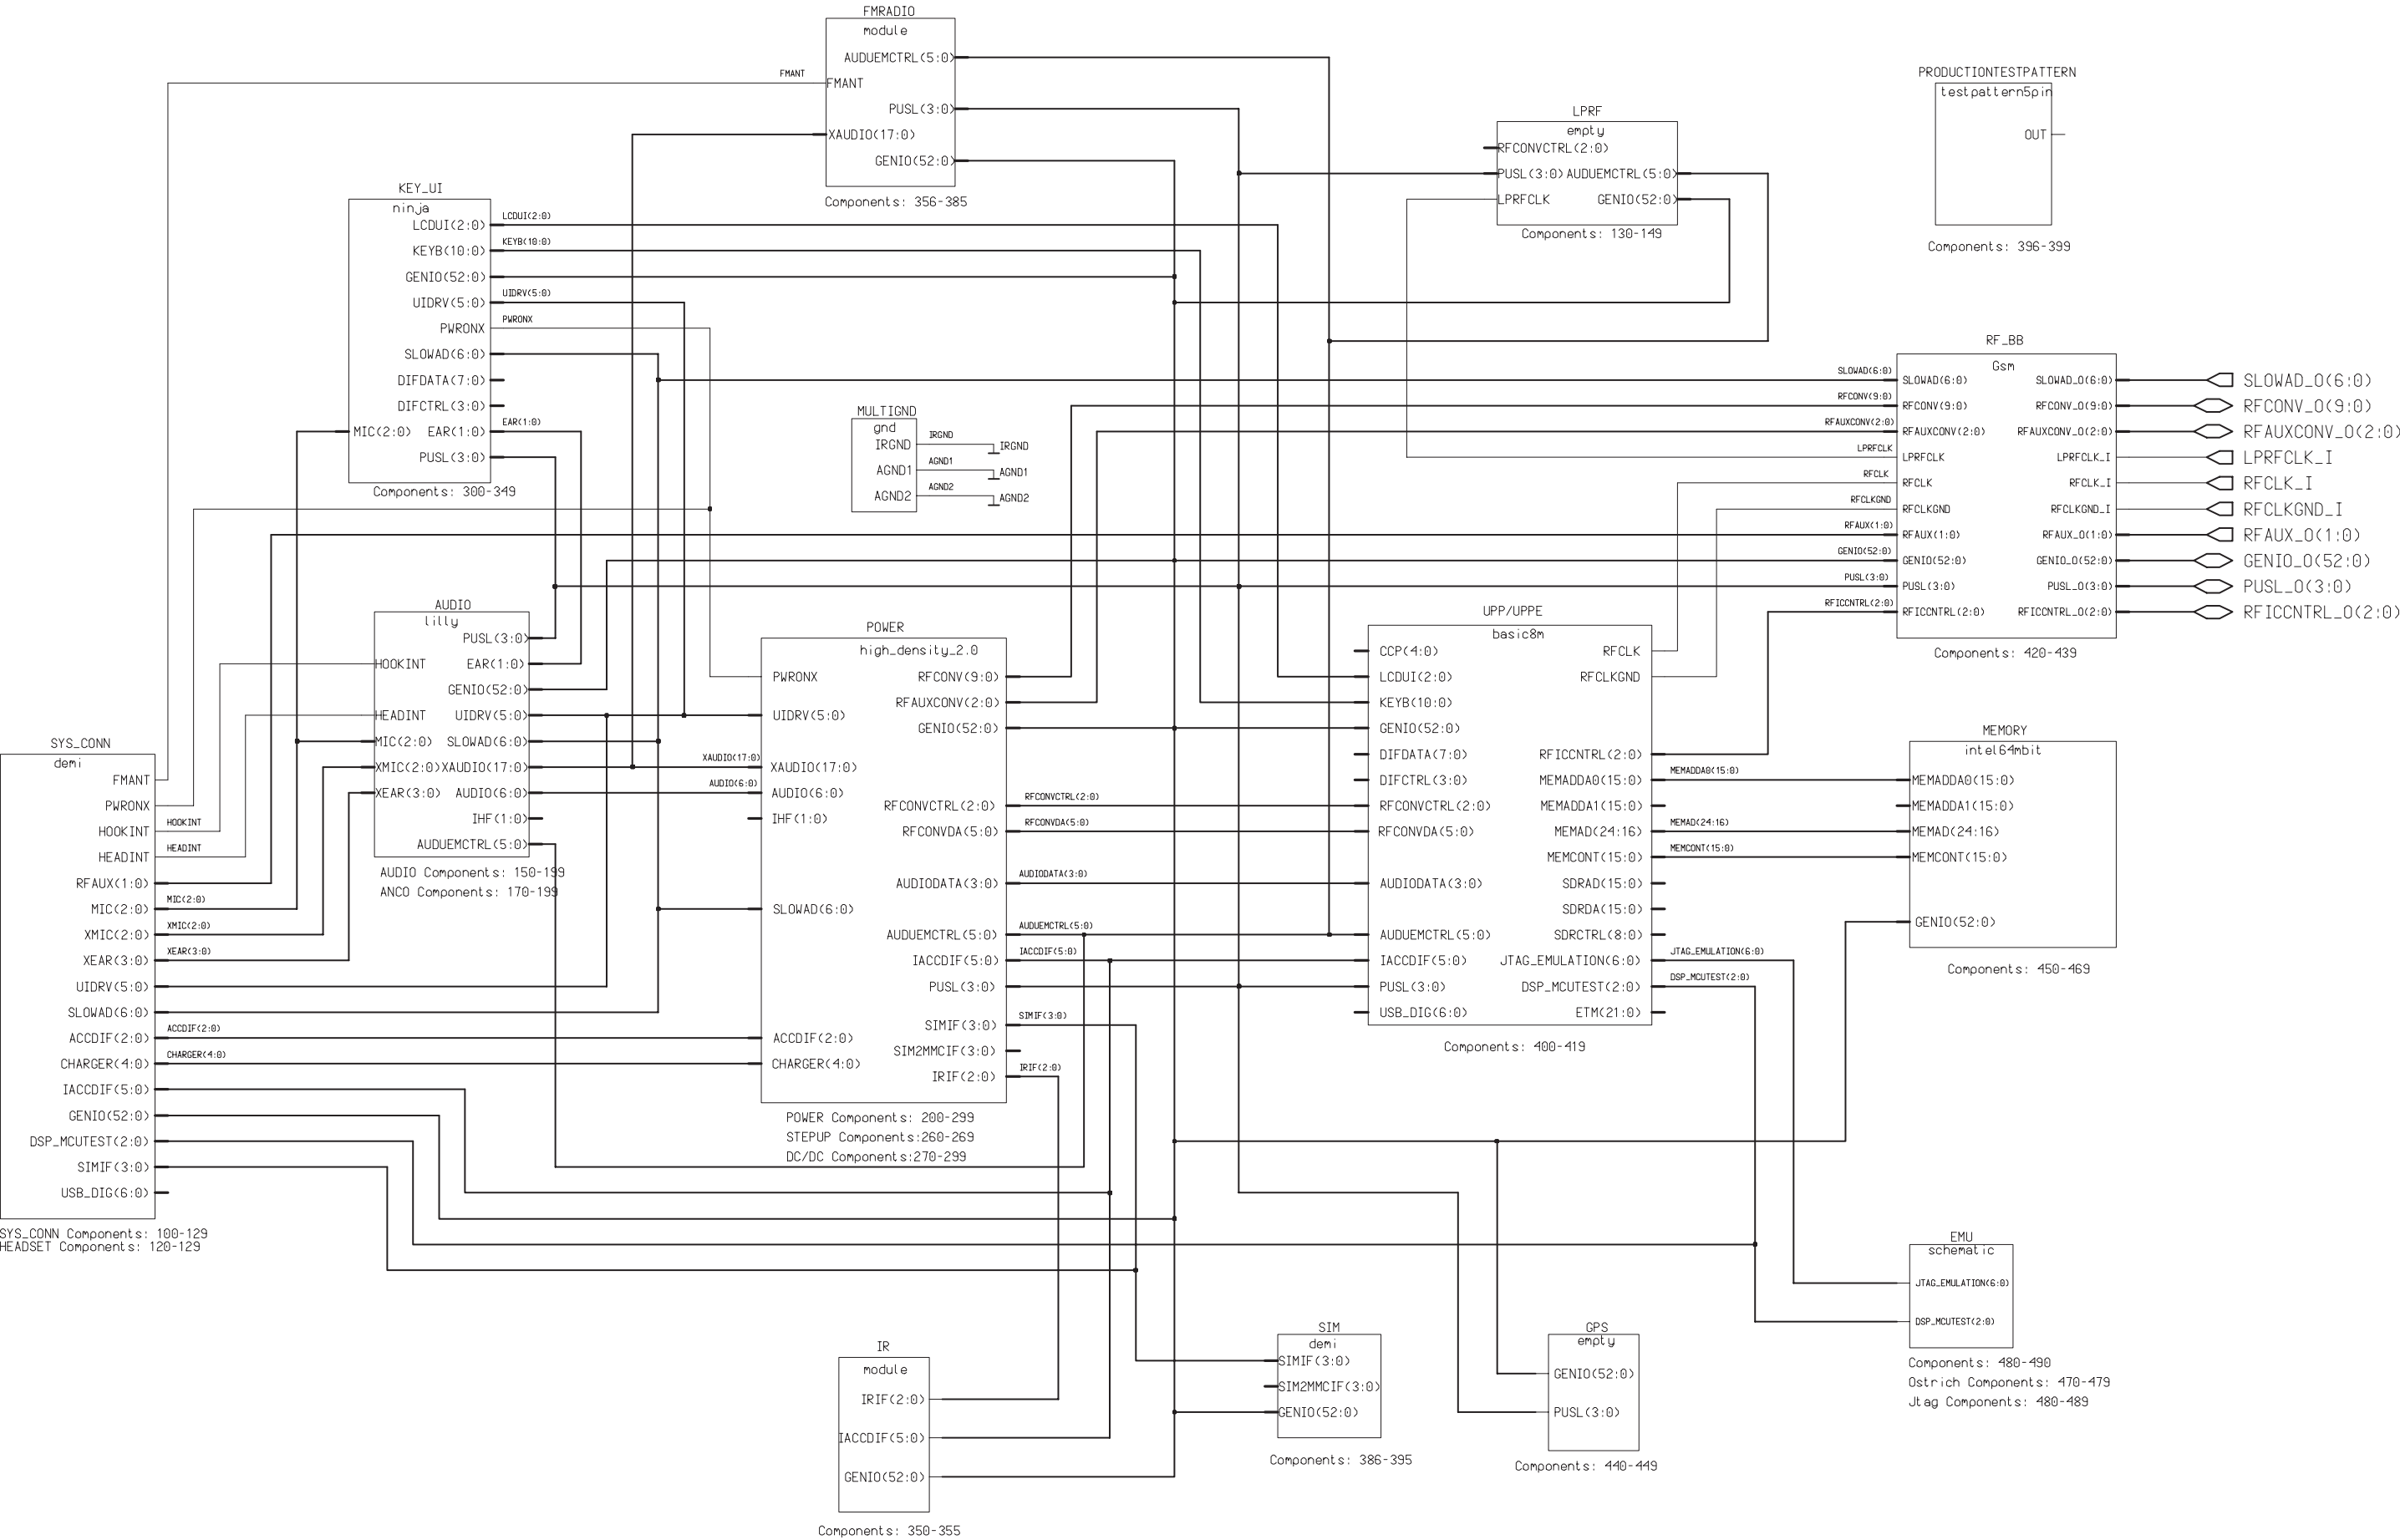 FMRADIO
module
AUDUEMCTRL(5:0)
FMANT
FMANT
PUSL(3:0)
XAUDIO(17:0)
GENIO(52:0)
Components: 356-385
LPRF
empty
RFCONVCTRL(2:0)
PUSL(3:0) AUDUEMCTRL(5:0)
LPRFCLK GENIO(52:0)
Components: 130-149
PRODUCTIONTESTPATTERN
testpattern5pin
OUT
Components: 396-399
KEY_UI
ninja
LCDUI(2:0)
LCDUI(2:0)
KEYB(10:0)
KEYB(10:0)
GENIO(52:0)
UIDRV(5:0)
UIDRV(5:0)
PWRONX
PWRONX
SLOWAD(6:0)
DIFDATA(7:0)
DIFCTRL(3:0)
MIC(2:0) EAR(1:0)
EAR(1:0)
PUSL(3:0)
Components: 300-349
MULTIGND
gnd
IRGND
IRGND
IRGND
AGND1
AGND1
AGND1
AGND2
AGND2
AGND2
RF_BB
Gsm
SLOWAD(6:0)
SLOWAD(6:0) SLOWAD_O(6:0)
SLOWAD_O(6:0)
RFCONV(9:0)
RFCONV(9:0) RFCONV_O(9:0)
RFCONV_O(9:0)
RFAUXCONV(2:0)
RFAUXCONV(2:0) RFAUXCONV_O(2:0)
RFAUXCONV_O(2:0)
LPRFCLK
LPRFCLK LPRFCLK_I
LPRFCLK_I
RFCLK
RFCLK RFCLK_I
RFCLK_I
RFCLKGND
RFCLKGND RFCLKGND_I
RFCLKGND_I
RFAUX(1:0)
RFAUX(1:0) RFAUX_O(1:0)
RFAUX_O(1:0)
GENIO(52:0)
GENIO(52:0) GENIO_O(52:0)
GENIO_O(52:0)
PUSL(3:0)
PUSL(3:0) PUSL_O(3:0)
PUSL_O(3:0)
RFICCNTRL(2:0)
RFICCNTRL(2:0) RFICCNTRL_O(2:0)
RFICCNTRL_O(2:0)
Components: 420-439
AUDIO
lilly
PUSL(3:0)
HOOKINT EAR(1:0)
GENIO(52:0)
HEADINT UIDRV(5:0)
MIC(2:0) SLOWAD(6:0)
XMIC(2:0) XAUDIO(17:0)
XEAR(3:0) AUDIO(6:0)
IHF(1:0)
AUDUEMCTRL(5:0)
AUDIO Components: 150-199
ANCO Components: 170-199
POWER
high_density_2.0
PWRONX RFCONV(9:0)
RFAUXCONV(2:0)
UIDRV(5:0)
GENIO(52:0)
XAUDIO(17:0)
XAUDIO(17:0)
AUDIO(6:0)
AUDIO(6:0)
RFCONVCTRL(2:0)
RFCONVCTRL(2:0)
IHF(1:0)
RFCONVDA(5:0)
RFCONVDA(5:0)
AUDIODATA(3:0)
AUDIODATA(3:0)
SLOWAD(6:0)
AUDUEMCTRL(5:0)
AUDUEMCTRL(5:0)
IACCDIF(5:0)
IACCDIF(5:0)
PUSL(3:0)
SIMIF(3:0)
SIMIF(3:0)
ACCDIF(2:0)
SIM2MMCIF(3:0)
CHARGER(4:0)
IRIF(2:0)
IRIF(2:0)
POWER Components: 200-299
STEPUP Components:260-269
DC/DC Components:270-299
UPP/UPPE
basic8m
CCP(4:0) RFCLK
LCDUI(2:0) RFCLKGND
KEYB(10:0)
GENIO(52:0)
DIFDATA(7:0) RFICCNTRL(2:0)
DIFCTRL(3:0) MEMADDA0(15:0)
MEMADDA0(15:0)
RFCONVCTRL(2:0) MEMADDA1(15:0)
RFCONVDA(5:0) MEMAD(24:16)
MEMAD(24:16)
MEMCONT(15:0)
MEMCONT(15:0)
AUDIODATA(3:0) SDRAD(15:0)
SDRDA(15:0)
AUDUEMCTRL(5:0) SDRCTRL(8:0)
IACCDIF(5:0) JTAG_EMULATION(6:0)
JTAG_EMULATION(6:0)
PUSL(3:0) DSP_MCUTEST(2:0)
DSP_MCUTEST(2:0)
USB_DIG(6:0) ETM(21:0)
Components: 400-419
MEMORY
intel64mbit
MEMADDA0(15:0)
MEMADDA1(15:0)
MEMAD(24:16)
MEMCONT(15:0)
GENIO(52:0)
Components: 450-469
SYS_CONN
demi
FMANT
PWRONX
HOOKINT
HOOKINT
HEADINT
HEADINT
RFAUX(1:0)
MIC(2:0)
MIC(2:0)
XMIC(2:0)
XMIC(2:0)
XEAR(3:0)
XEAR(3:0)
UIDRV(5:0)
SLOWAD(6:0)
ACCDIF(2:0)
ACCDIF(2:0)
CHARGER(4:0)
CHARGER(4:0)
IACCDIF(5:0)
GENIO(52:0)
DSP_MCUTEST(2:0)
SIMIF(3:0)
USB_DIG(6:0)
SYS_CONN Components: 100-129
HEADSET Components: 120-129
EMU
schematic
JTAG_EMULATION(6:0)
DSP_MCUTEST(2:0)
Components: 480-490
Ostrich Components: 470-479
Jtag Components: 480-489
IR
module
IRIF(2:0)
IACCDIF(5:0)
GENIO(52:0)
Components: 350-355
SIM
demi
SIMIF(3:0)
SIM2MMCIF(3:0)
GENIO(52:0)
Components: 386-395
GPS
empty
GENIO(52:0)
PUSL(3:0)
Components: 440-449